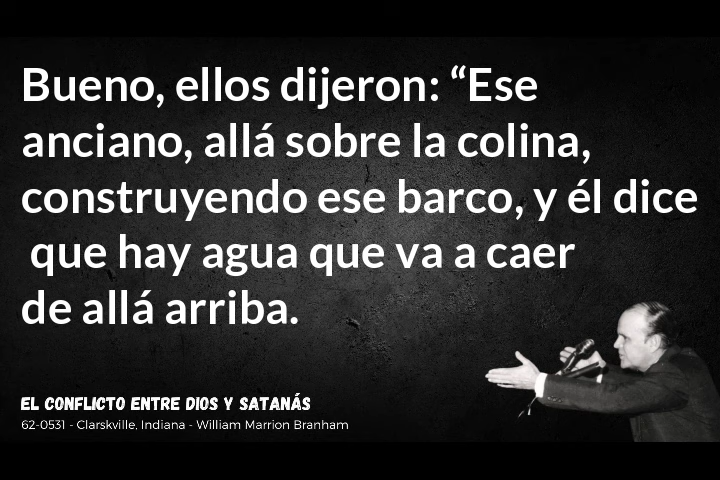 Bueno, ellos dijeron: “Ese
anciano, allá sobre la colina,
construyendo ese barco, y él dice
que hay agua que va a caer
de allá arriba.
EL CONFLICTO ENTRE DIOS Y SATANÁS
62-0531 - Clarskville, Indiana - William Marrion Branham